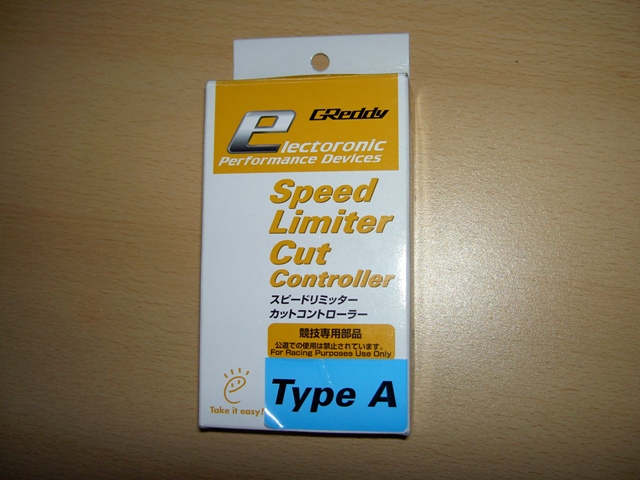 GReddy
electoronic
Performance Devices
Speed
Limiter
Cut
Controller
スピードリミッター
カットコントローラー
競技専用部品
公道での使用は禁止されています。
For Racing Purposes Use Only
Type A
Take it easy!